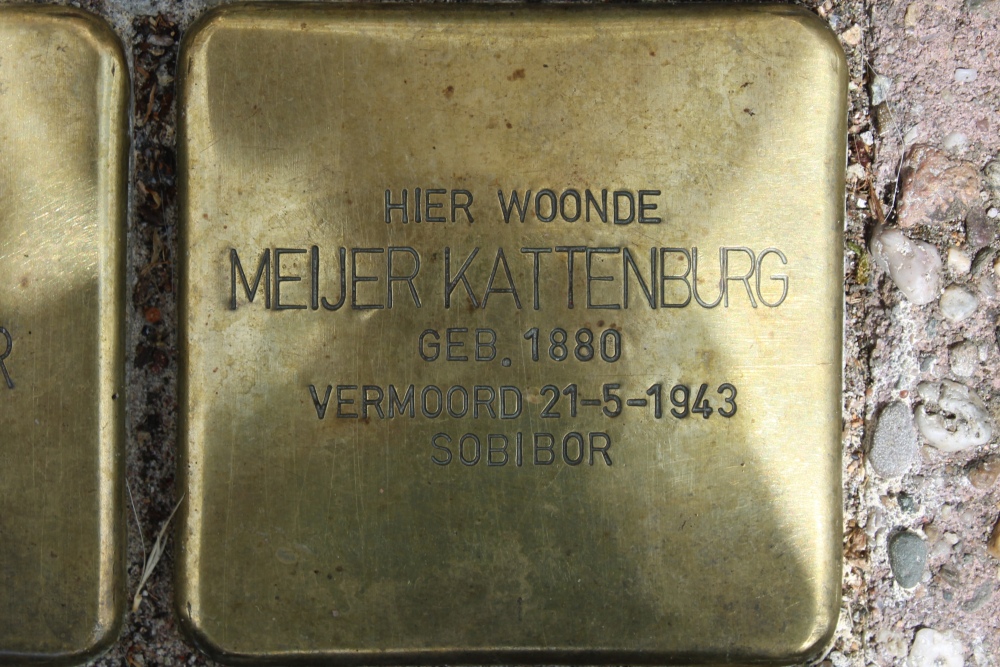 HIER WOONDE
MEIJER KATTENBURG
GEB. 1880
VERMOORD 21-5-1943
SOBIBOR